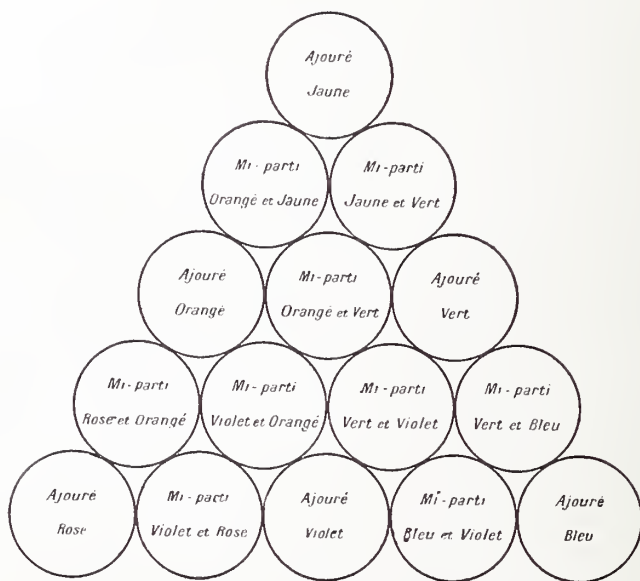 Ajouré
Jaune
Mi-parti
Orangé et Jaune
Mi-parti
Jaune et Vert
Ajouré
Orangé
Mi-parti
Orangé et Vert
Ajouré
Vert
Mi-parti
Rose et Orangé
Mi-parti
Violet et Orangé
Mi-parti
Vert et Violet
Mi-parti
Vert et Bleu
Ajouré
Rose
Mi-parti
Violet et Rose
Ajouré
Violet
Mi-parti
Bleu et Violet
Ajouré
Bleu